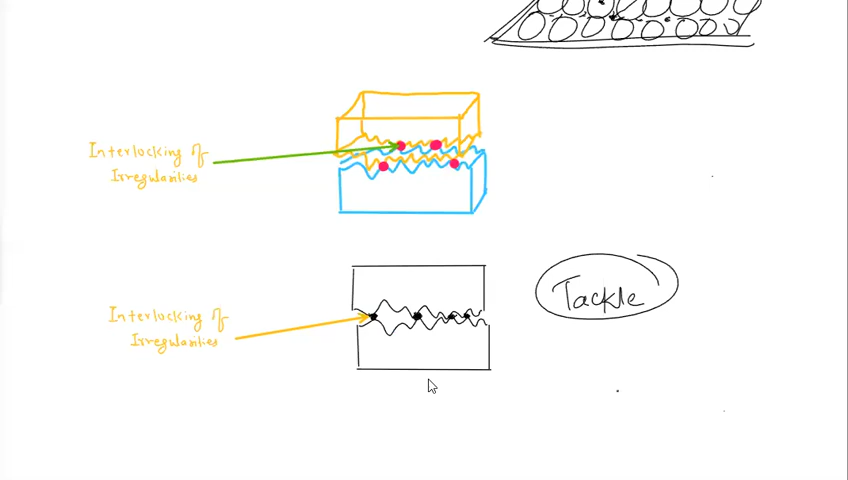 Interlocking of
Irregularities
Interlocking of
Irregularities
Tackle